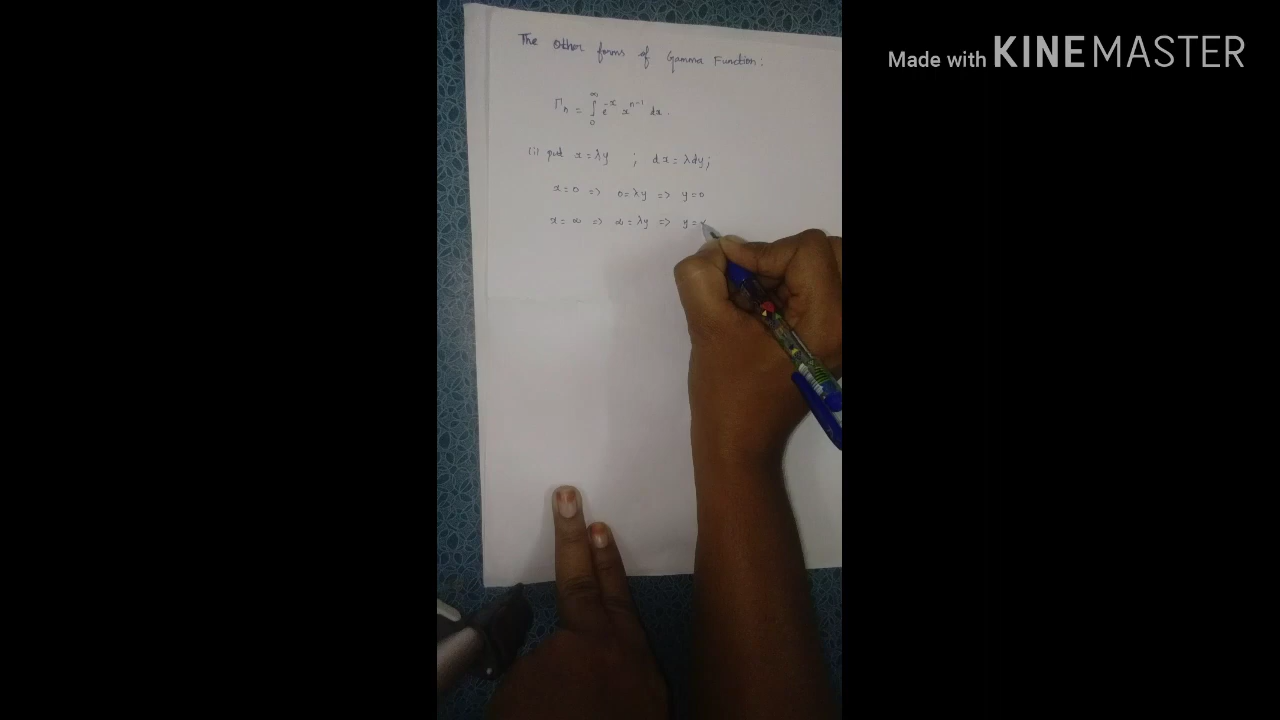 The Other forms of Gamma Function:
Γn = ∫₀^∞ e^-x x^n-1 dx.
(i) put x = λy ; dx = λdy;
x = 0 => 0 = λy => y = 0
x = ∞ => ∞ = λy => y =
Made with KINEMASTER